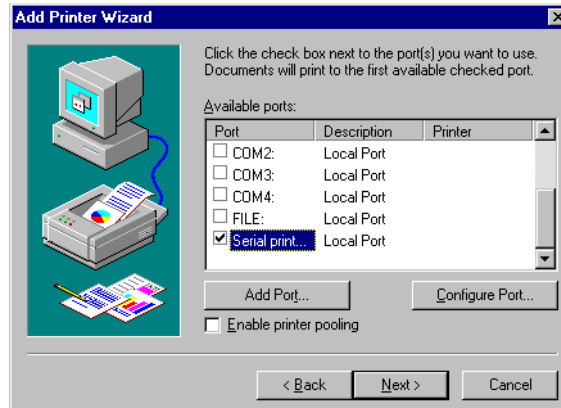 Add Printer Wizard
Click the check box next to the port(s) you want to use.
Documents will print to the first available checked port.
Available ports:
Port Description Printer
COM2: Local Port
COM3: Local Port
COM4: Local Port
FILE: Local Port
Serial print... Local Port
Add Port... Configure Port...
Enable printer pooling
< Back Next > Cancel